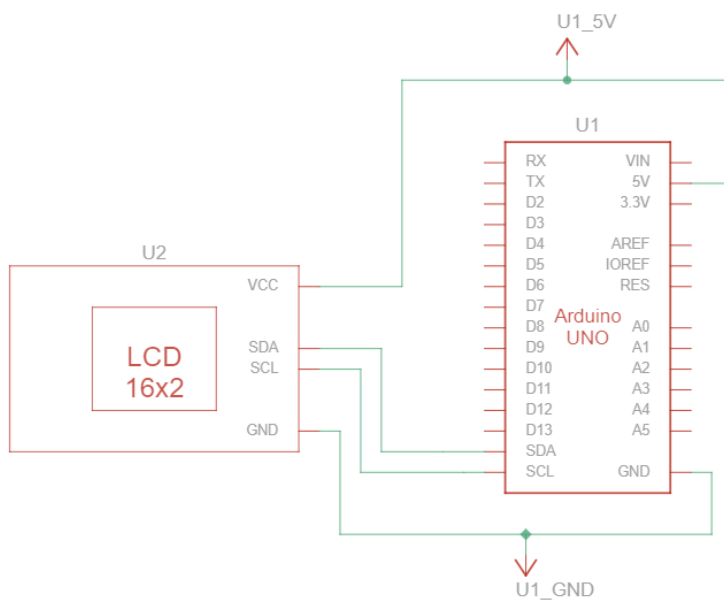 U1_5V
U1
RX
VIN
TX
5V
D2
3.3V
D3
D4
AREF
D5
IOREF
D6
RES
D7
Arduino
UNO
D8
A0
D9
A1
D10
A2
D11
A3
D12
A4
D13
A5
SDA
SCL
GND
U2
VCC
LCD
16x2
SDA
SCL
GND
U1_GND